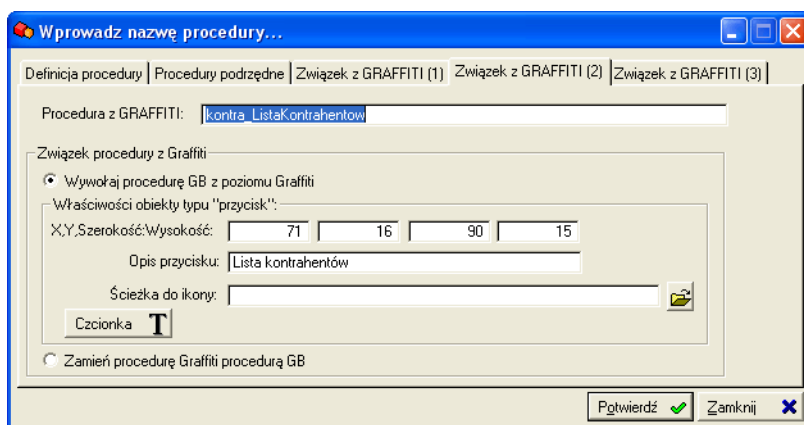 Wprowadz nazwę procedury...
Definicja procedury Procedury podrzędne Związek z GRAFFITI (1) Związek z GRAFFITI (2) Związek z GRAFFITI (3)
Procedura z GRAFFITI: kontra_ListaKontrahentow
Związek procedury z Graffiti
Wywołaj procedurę GB z poziomu Graffiti
Właściwości obiekty typu "przycisk":
X,Y,Szerokość:Wysokość: 71 16 90 15
Opis przycisku: Lista kontrahentów
Ścieżka do ikony:
Czcionka T
Zamień procedurę Graffiti procedurą GB
Potwierdź Zamknij